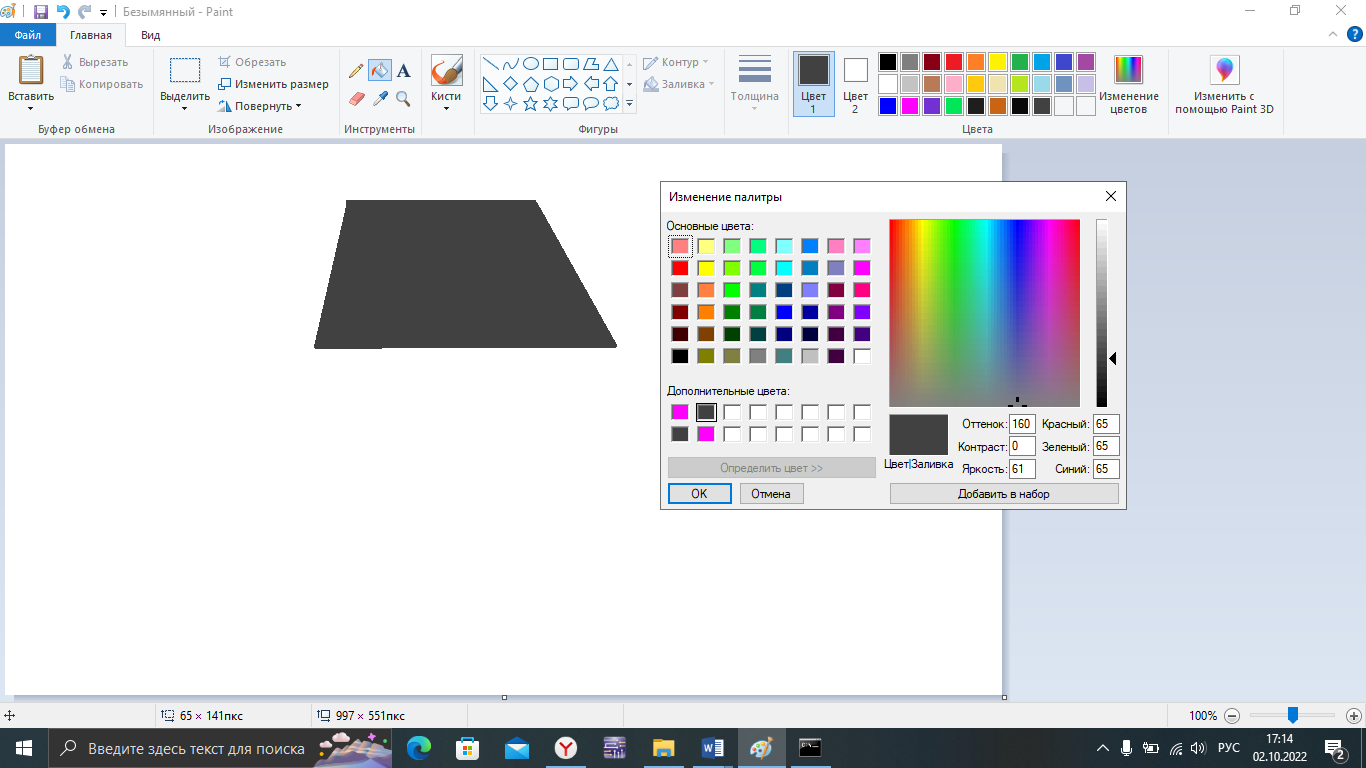 Безымянный - Paint
Файл
Главная
Вид
Вставить
Вырезать
Копировать
Буфер обмена
Выделить
Обрезать
Изменить размер
Повернуть
Изображение
A
Инструменты
Кисти
Контур
Заливка
Фигуры
Толщина
Цвет
1
Цвет
2
Изменение
цветов
Цвета
Изменить с
помощью Paint 3D
Изменение палитры
Основные цвета:
Дополнительные цвета:
Определить цвет >>
OK
Отмена
Цвет|Заливка
Оттенок: 160
Контраст: 0
Яркость: 61
Красный: 65
Зеленый: 65
Синий: 65
Добавить в набор
65 × 141пкс
997 × 551пкс
100%
Введите здесь текст для поиска
РУС
17:14
02.10.2022
2